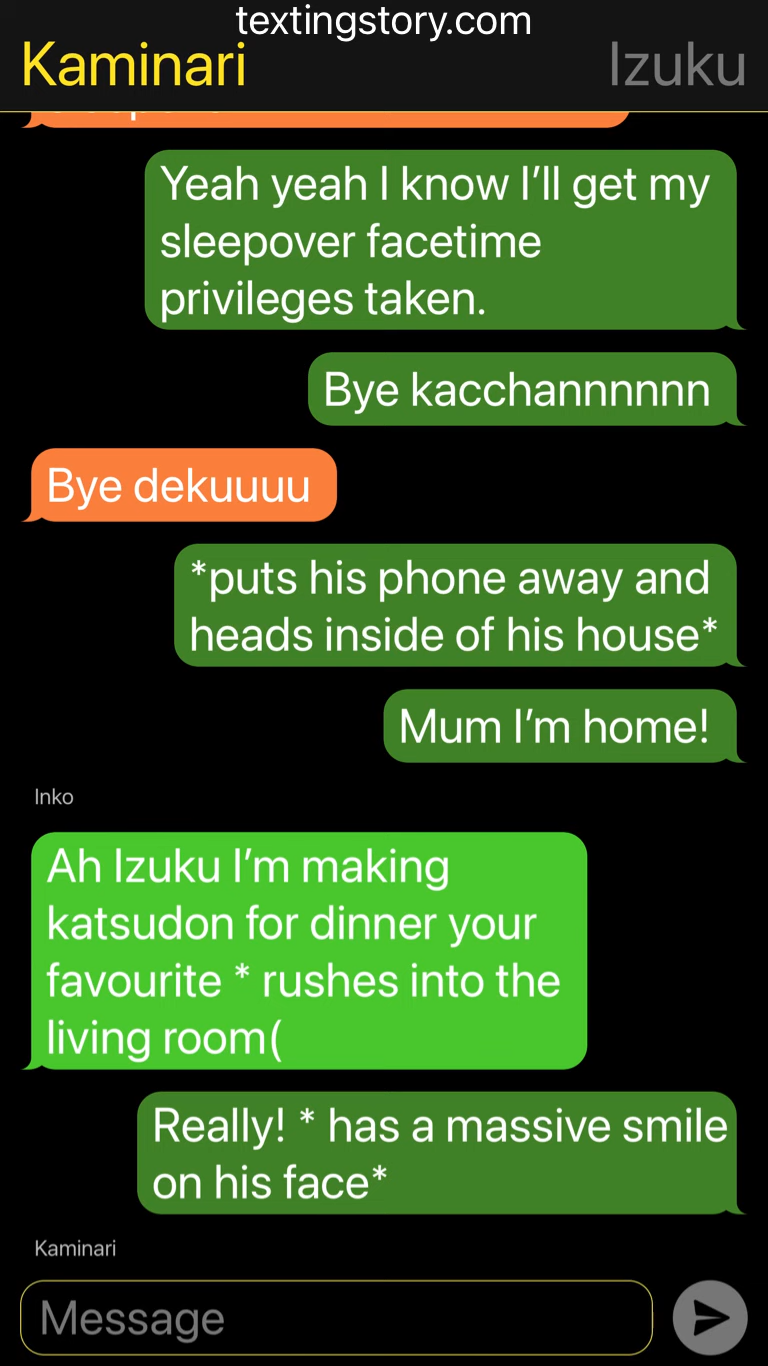 textingstory.com
Kaminari
Izuku
Yeah yeah I know I’ll get my
sleepover facetime
privileges taken.
Bye kacchannnnnn
Bye dekuuuu
*puts his phone away and
heads inside of his house*
Mum I’m home!
Inko
Ah Izuku I’m making
katsudon for dinner your
favourite * rushes into the
living room(
Really! * has a massive smile
on his face*
Kaminari
Message